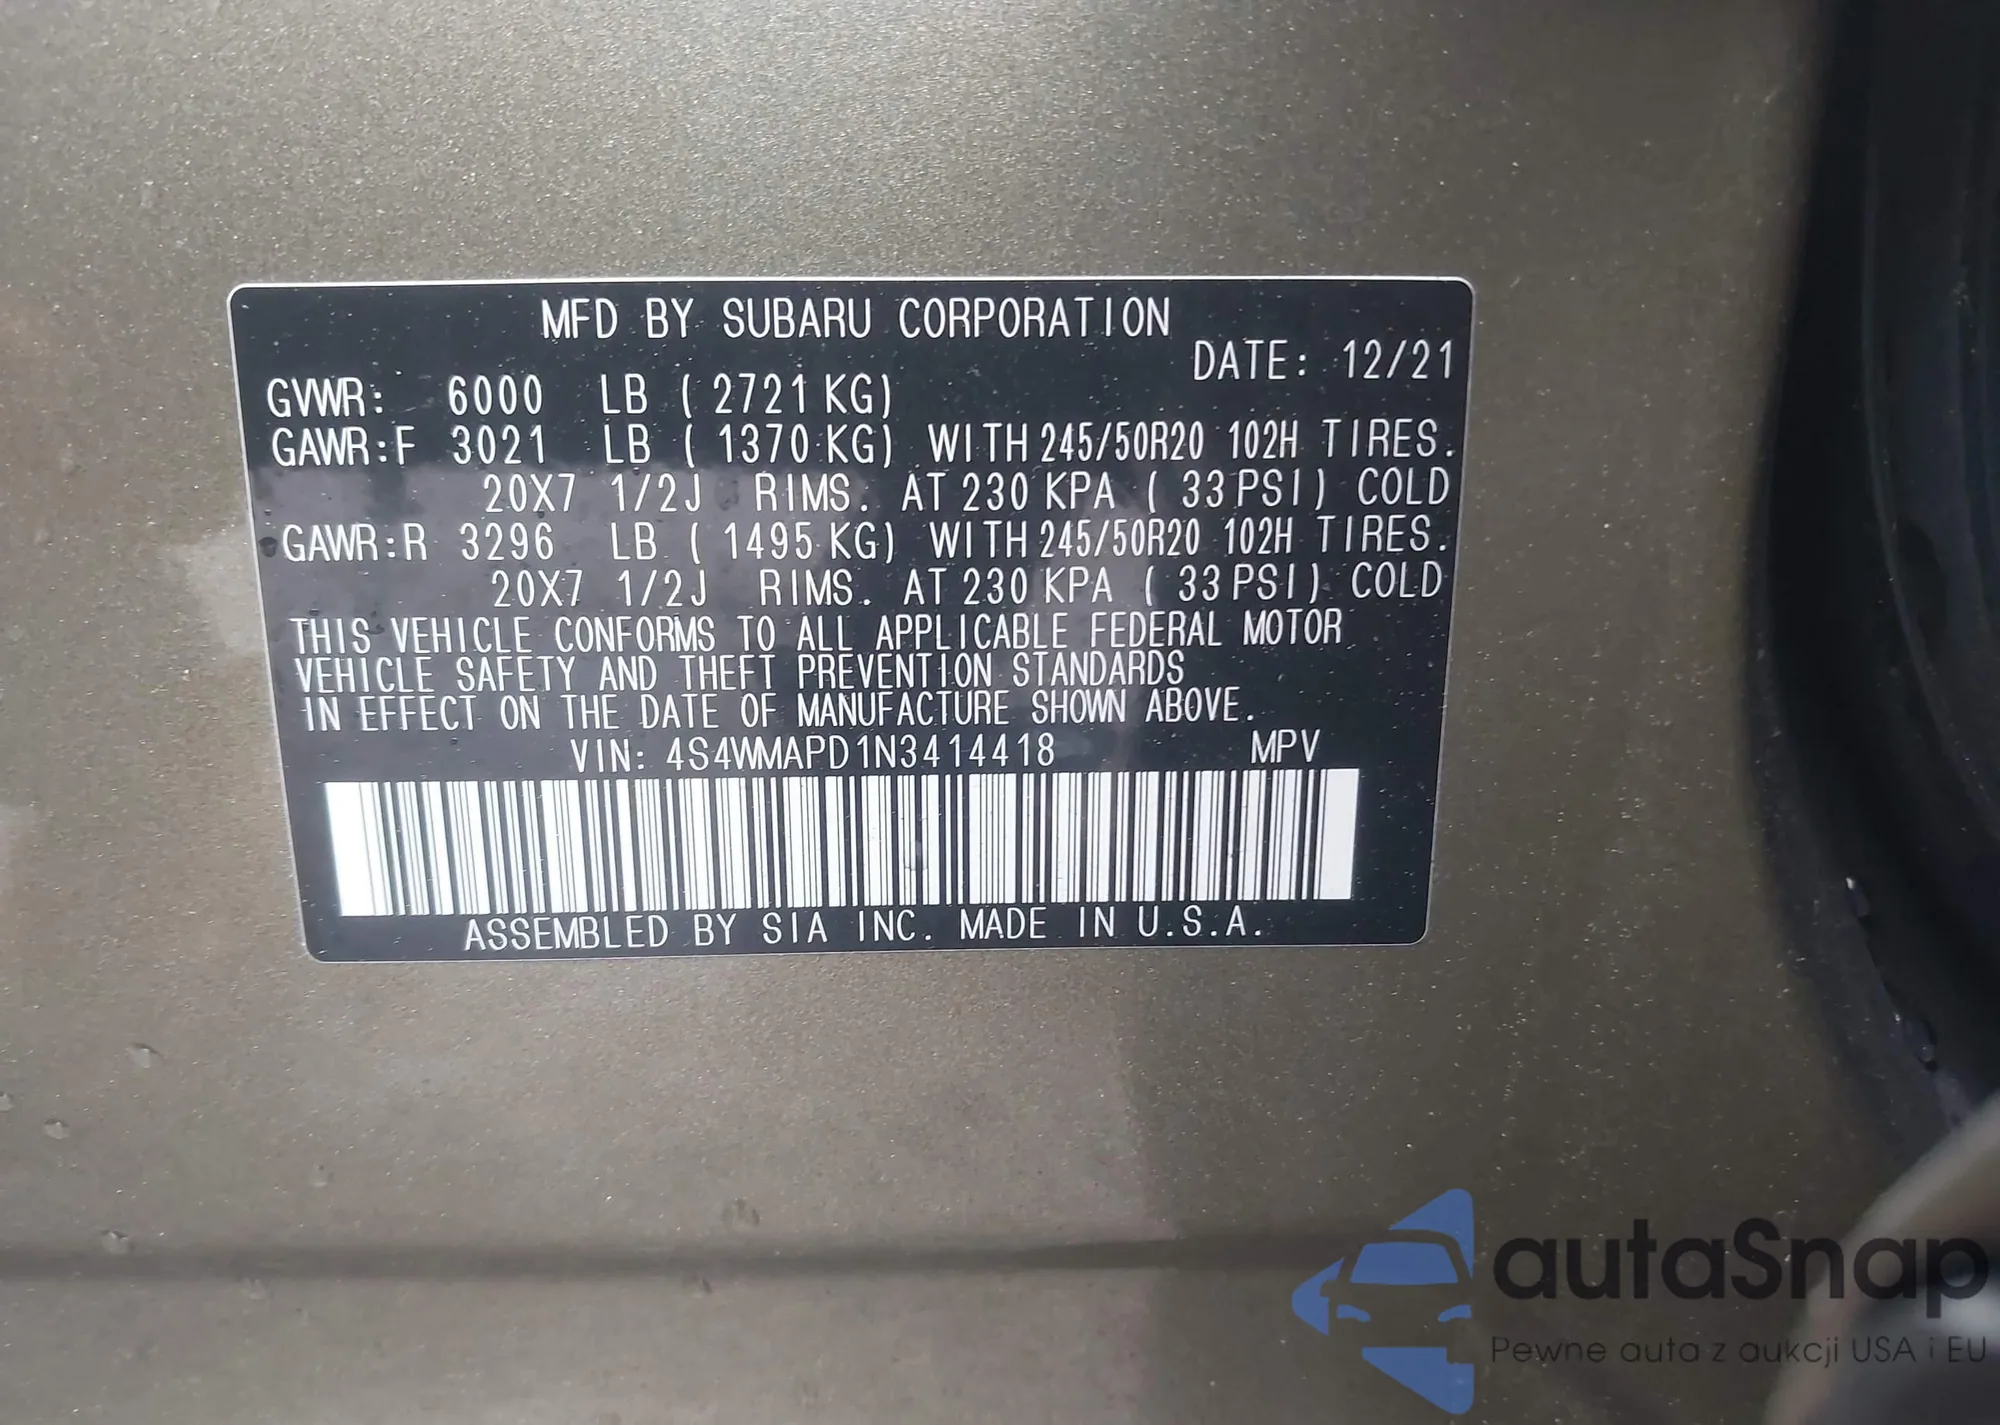 MFD BY SUBARU CORPORATION
DATE: 12/21
GVWR: 6000 LB ( 2721 KG)
GAWR:F 3021 LB ( 1370 KG) WITH 245/50R20 102H TIRES.
20X7 1/2J RIMS. AT 230 KPA ( 33 PSI) COLD
GAWR:R 3296 LB ( 1495 KG) WITH 245/50R20 102H TIRES.
20X7 1/2J RIMS. AT 230 KPA ( 33 PSI) COLD
THIS VEHICLE CONFORMS TO ALL APPLICABLE FEDERAL MOTOR
VEHICLE SAFETY AND THEFT PREVENTION STANDARDS
IN EFFECT ON THE DATE OF MANUFACTURE SHOWN ABOVE.
VIN: 4S4WMAPD1N3414418 MPV
ASSEMBLED BY SIA INC. MADE IN U.S.A.
autaSnap
Pewne auta z aukcji USA i EU